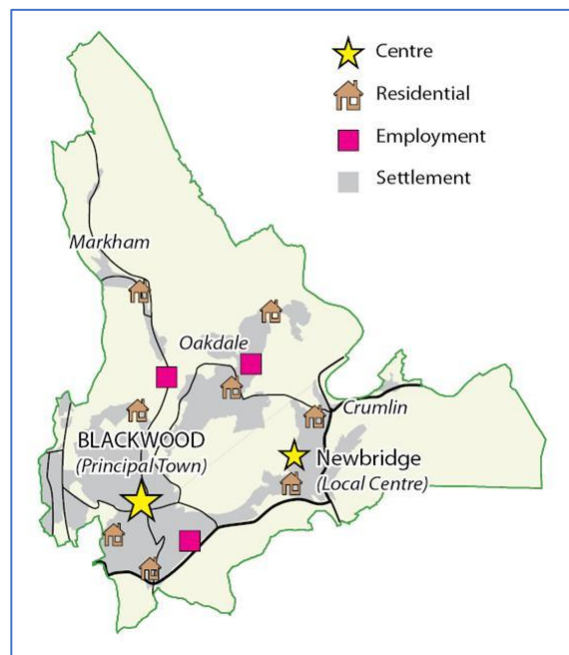 Centre
Residential
Employment
Settlement
Markham
Oakdale
Crumlin
BLACKWOOD
(Principal Town)
Newbridge
(Local Centre)